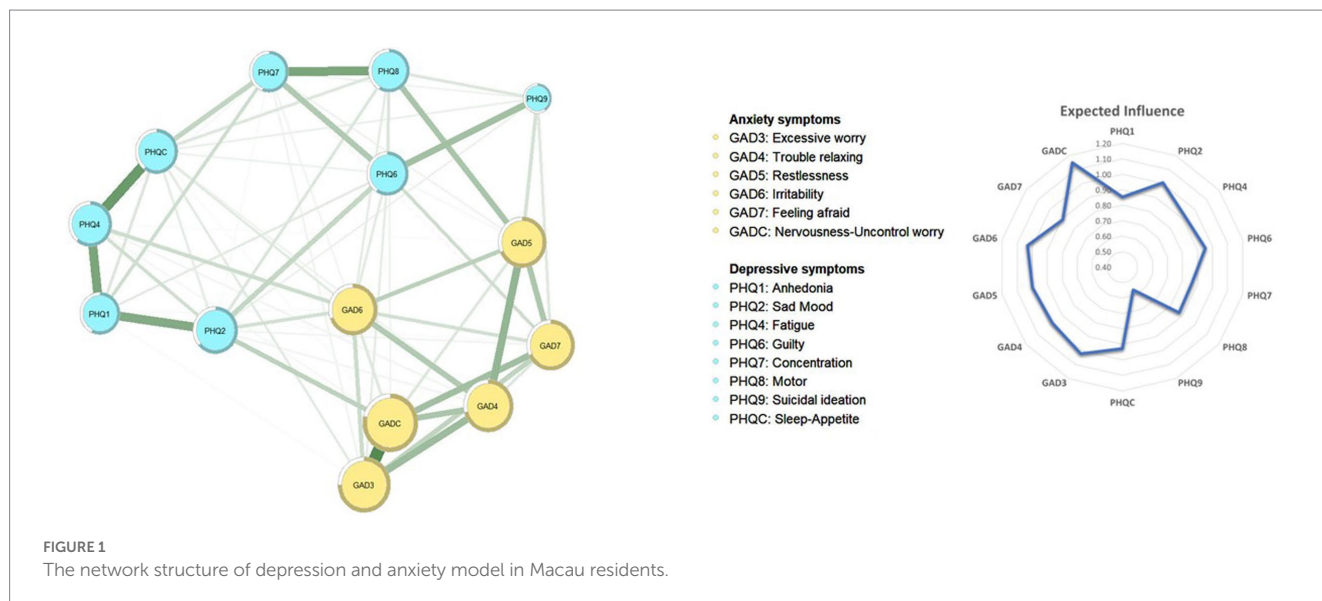 PHQ7
PHQ8
PHQ9
PHQC
PHQ6
PHQ4
GAD5
PHQ1
PHQ2
GAD6
GAD7
GAD4
GADC
GAD3
Anxiety symptoms
GAD3: Excessive worry
GAD4: Trouble relaxing
GAD5: Restlessness
GAD6: Irritability
GAD7: Feeling afraid
GADC: Nervousness-Uncontrol worry
Depressive symptoms
PHQ1: Anhedonia
PHQ2: Sad Mood
PHQ4: Fatigue
PHQ6: Guilty
PHQ7: Concentration
PHQ8: Motor
PHQ9: Suicidal ideation
PHQC: Sleep-Appetite
Expected Influence
PHQ1
1.20
1.10
1.00
0.90
0.80
0.70
0.60
0.50
0.40
PHQ2
PHQ4
PHQ6
PHQ7
PHQ8
PHQ9
PHQC
GAD3
GAD4
GAD5
GAD6
GAD7
GADC
FIGURE 1
The network structure of depression and anxiety model in Macau residents.